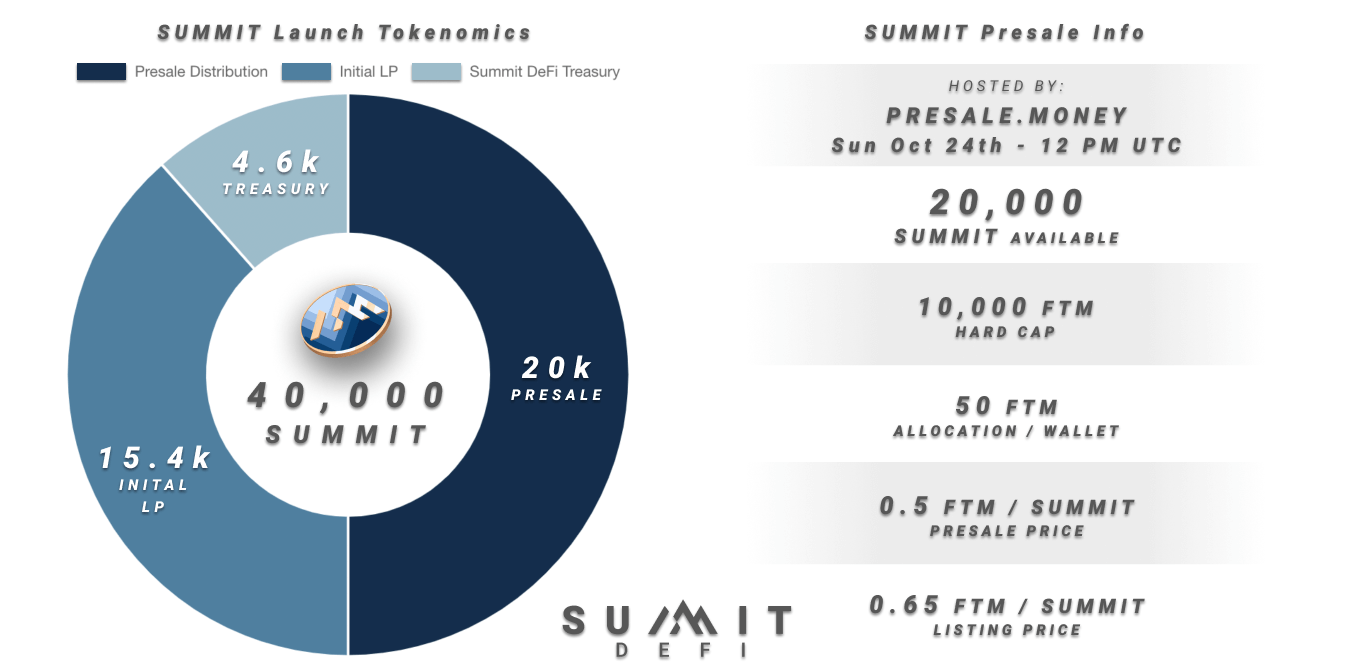 SUMMIT Launch Tokenomics
Presale Distribution Initial LP Summit DeFi Treasury
4.6k
TREASURY
20k
PRESALE
40,000
SUMMIT
15.4k
INITAL
LP
SUMMIT Presale Info
HOSTED BY:
PRESALE.MONEY
Sun Oct 24th - 12 PM UTC
20,000
SUMMIT AVAILABLE
10,000 FTM
HARD CAP
50 FTM
ALLOCATION / WALLET
0.5 FTM / SUMMIT
PRESALE PRICE
0.65 FTM / SUMMIT
LISTING PRICE
SUMMIT
DEFI